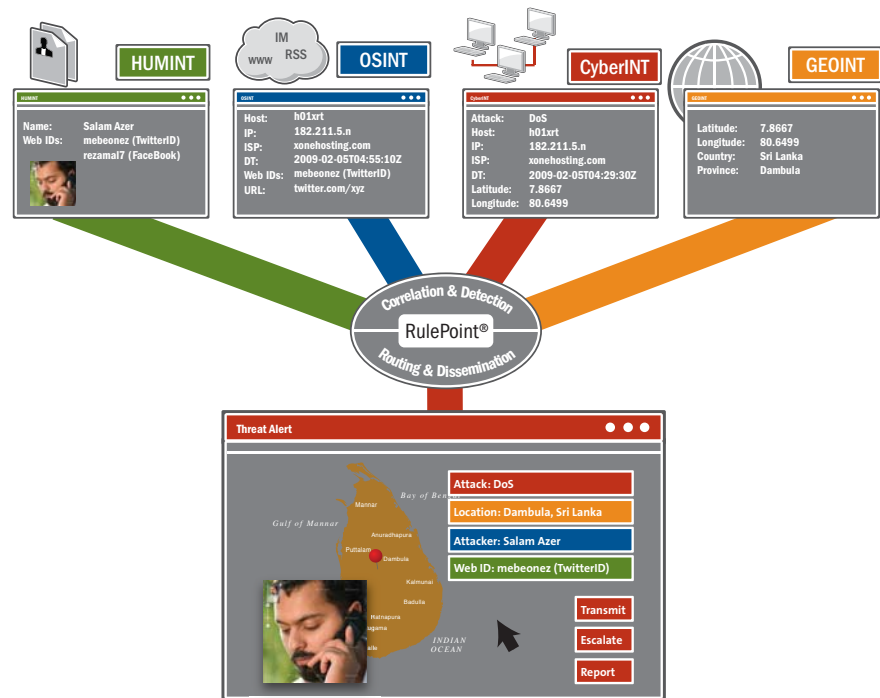 IM
www RSS
HUMINT
OSINT
CyberINT
GEOINT
HUMINT
Name: Salam Azer
Web IDs: mebeonez (TwitterID)
rezamal7 (FaceBook)
OSINT
Host: h01xrt
IP: 182.211.5.n
ISP: xonehosting.com
DT: 2009-02-05T04:55:10Z
Web IDs: mebeonez (TwitterID)
URL: twitter.com/xyz
CyberINT
Attack: DoS
Host: h01xrt
IP: 182.211.5.n
ISP: xonehosting.com
DT: 2009-02-05T04:29:30Z
Latitude: 7.8667
Longitude: 80.6499
GEOINT
Latitude: 7.8667
Longitude: 80.6499
Country: Sri Lanka
Province: Dambula
Correlation & Detection
RulePoint®
Routing & Dissemination
Threat Alert
Attack: DoS
Location: Dambula, Sri Lanka
Attacker: Salam Azer
Web ID: mebeonez (TwitterID)
Bay of Ben
Mannar
Gulf of Mannar
Anuradhapura
Puttalam
Dambula
Kalmunai
Badulla
Ratnapura
ugama
alle
INDIAN
OCEAN
Transmit
Escalate
Report